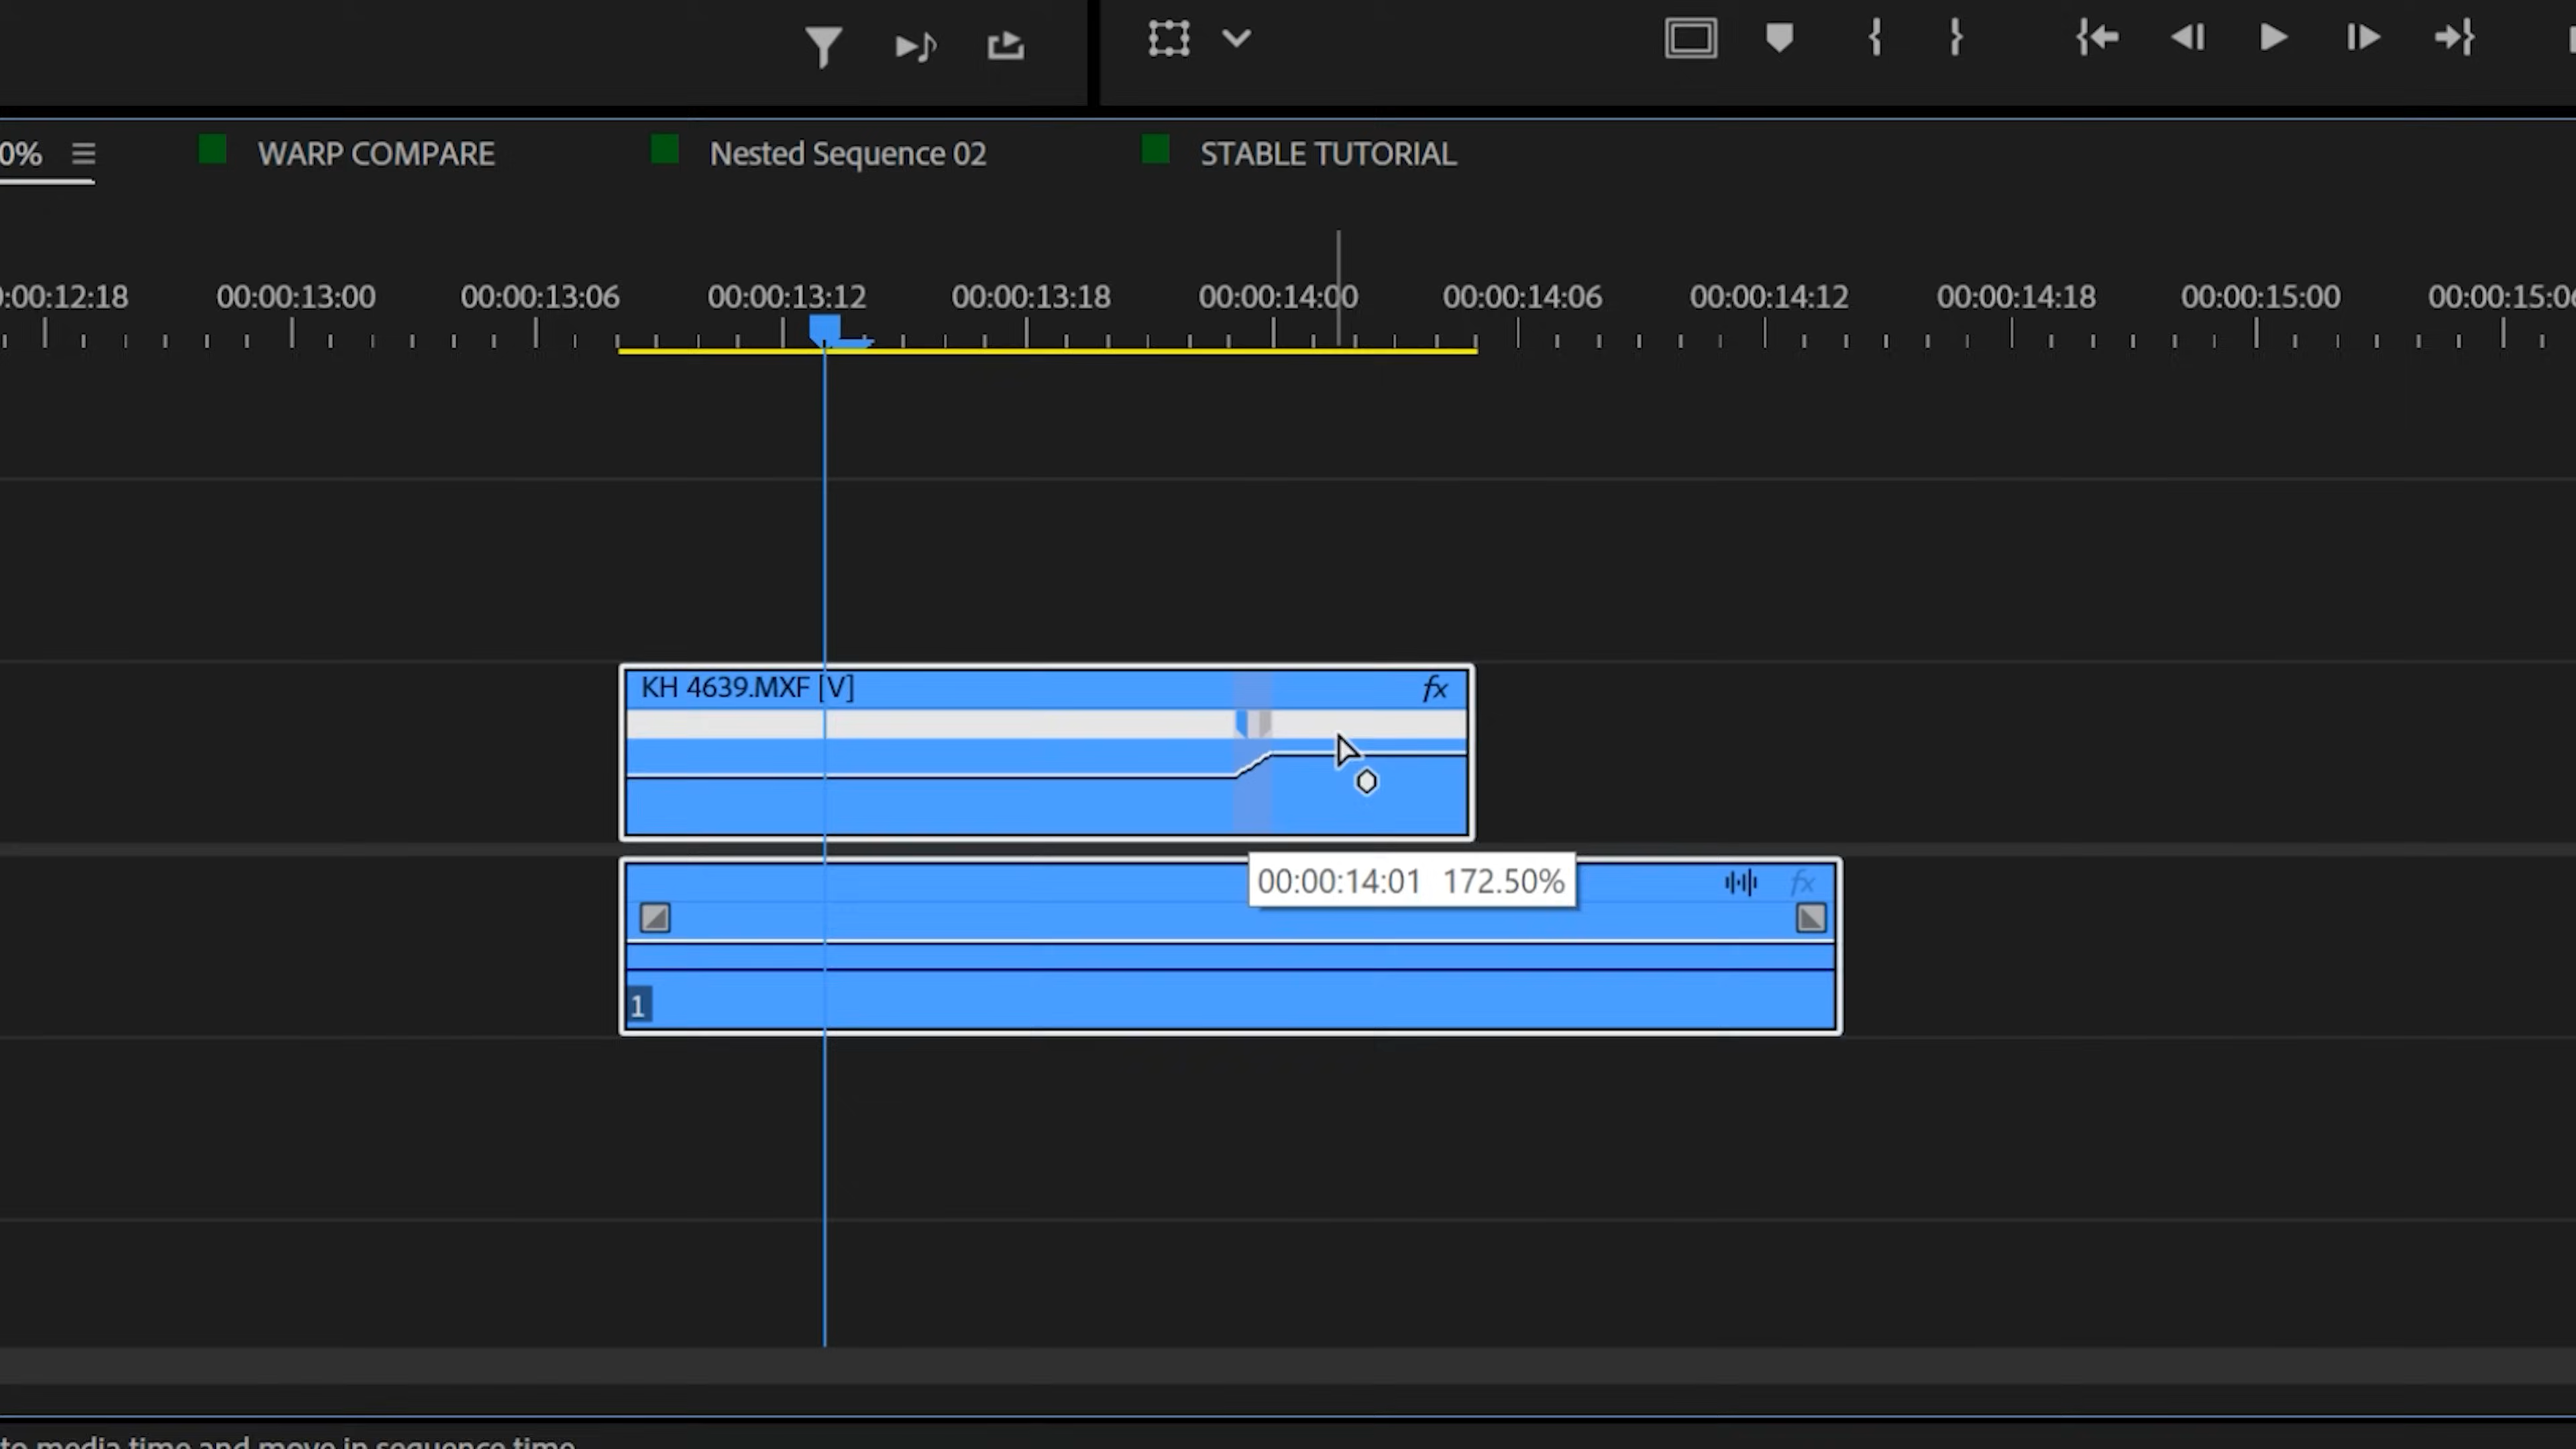 0%
WARP COMPARE
Nested Sequence 02
STABLE TUTORIAL
:00:12:18
00:00:13:00
00:00:13:06
00:00:13:12
00:00:13:18
00:00:14:00
00:00:14:06
00:00:14:12
00:00:14:18
00:00:15:00
00:00:15:06
KH 4639.MXF [V]
fx
00:00:14:01 172.50%
fx
1
to media time and move in sequence time